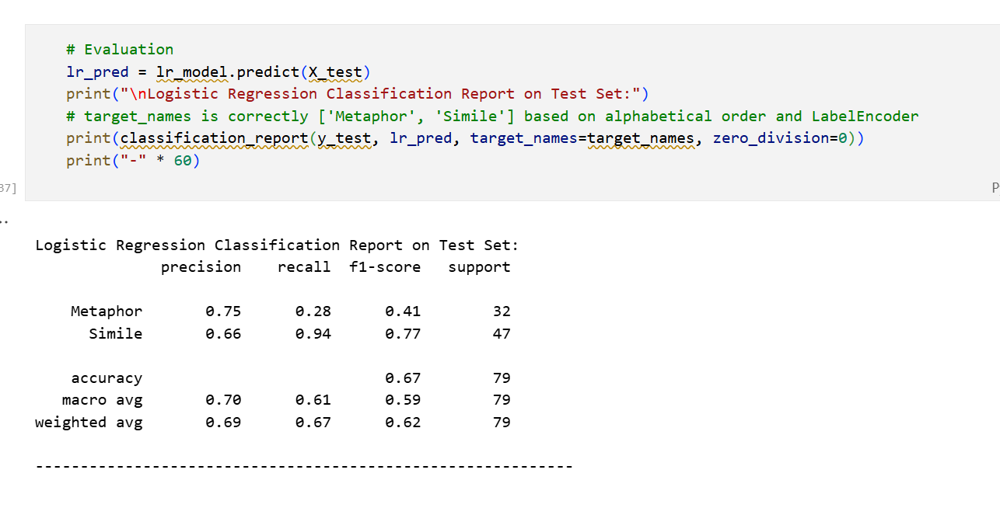 # Evaluation
lr_pred = lr_model.predict(X_test)
print("\nLogistic Regression Classification Report on Test Set:")
# target_names is correctly ['Metaphor', 'Simile'] based on alphabetical order and LabelEncoder
print(classification_report(y_test, lr_pred, target_names=target_names, zero_division=0))
print("-" * 60)
37]
P
..
Logistic Regression Classification Report on Test Set:
precision recall f1-score support
Metaphor 0.75 0.28 0.41 32
Simile 0.66 0.94 0.77 47
accuracy 0.67 79
macro avg 0.70 0.61 0.59 79
weighted avg 0.69 0.67 0.62 79
------------------------------------------------------------